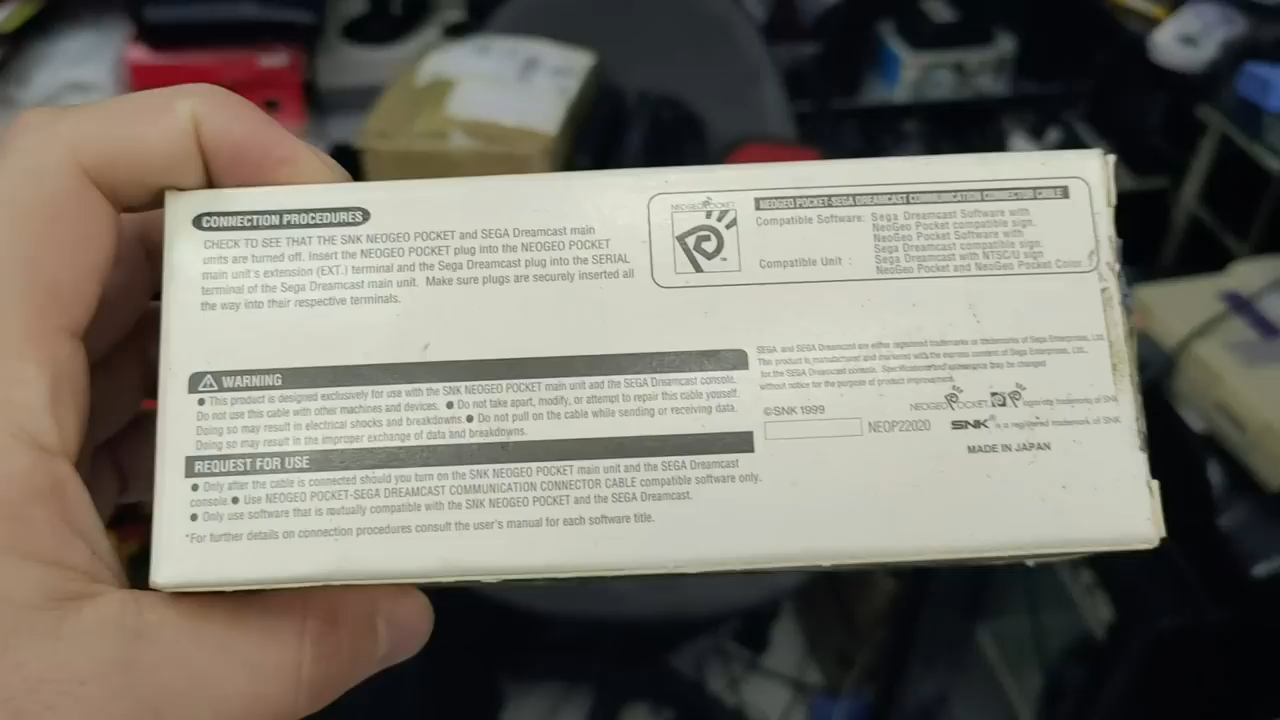 CONNECTION PROCEDURES
CHECK TO SEE THAT THE SNK NEOGEO POCKET and SEGA Dreamcast main
units are turned off. Insert the NEOGEO POCKET plug into the NEOGEO POCKET
main unit's extension (EXT.) terminal and the Sega Dreamcast plug into the SERIAL
terminal of the Sega Dreamcast main unit. Make sure plugs are securely inserted all
the way into their respective terminals.
NEOGEO POCKET
NEOGEO POCKET-SEGA DREAMCAST COMMUNICATION CONNECTOR CABLE
Compatible Software: Sega Dreamcast Software with
NeoGeo Pocket compatible sign.
NeoGeo Pocket Software with
Sega Dreamcast compatible sign.
Compatible Unit : Sega Dreamcast with NTSC/U sign
NeoGeo Pocket and NeoGeo Pocket Color.
WARNING
● This product is designed exclusively for use with the SNK NEOGEO POCKET main unit and the SEGA Dreamcast console.
Do not use this cable with other machines and devices. ● Do not take apart, modify, or attempt to repair this cable yourself.
Doing so may result in electrical shocks and breakdowns. ● Do not pull on the cable while sending or receiving data.
Doing so may result in the improper exchange of data and breakdowns.
REQUEST FOR USE
● Only after the cable is connected should you turn on the SNK NEOGEO POCKET main unit and the SEGA Dreamcast
console. ● Use NEOGEO POCKET-SEGA DREAMCAST COMMUNICATION CONNECTOR CABLE compatible software only.
● Only use software that is mutually compatible with the SNK NEOGEO POCKET and the SEGA Dreamcast.
*For further details on connection procedures consult the user's manual for each software title.
SEGA and SEGA Dreamcast are either registered trademarks or trademarks of Sega Enterprises, Ltd.
This product is manufactured and marketed with the express consent of Sega Enterprises, Ltd.,
for the SEGA Dreamcast console. Specifications and appearance may be changed
without notice for the purpose of product improvement.
©SNK 1999
NEOP22020
NEOGEO POCKET, trademarks of SNK
SNK is a registered trademark of SNK
MADE IN JAPAN